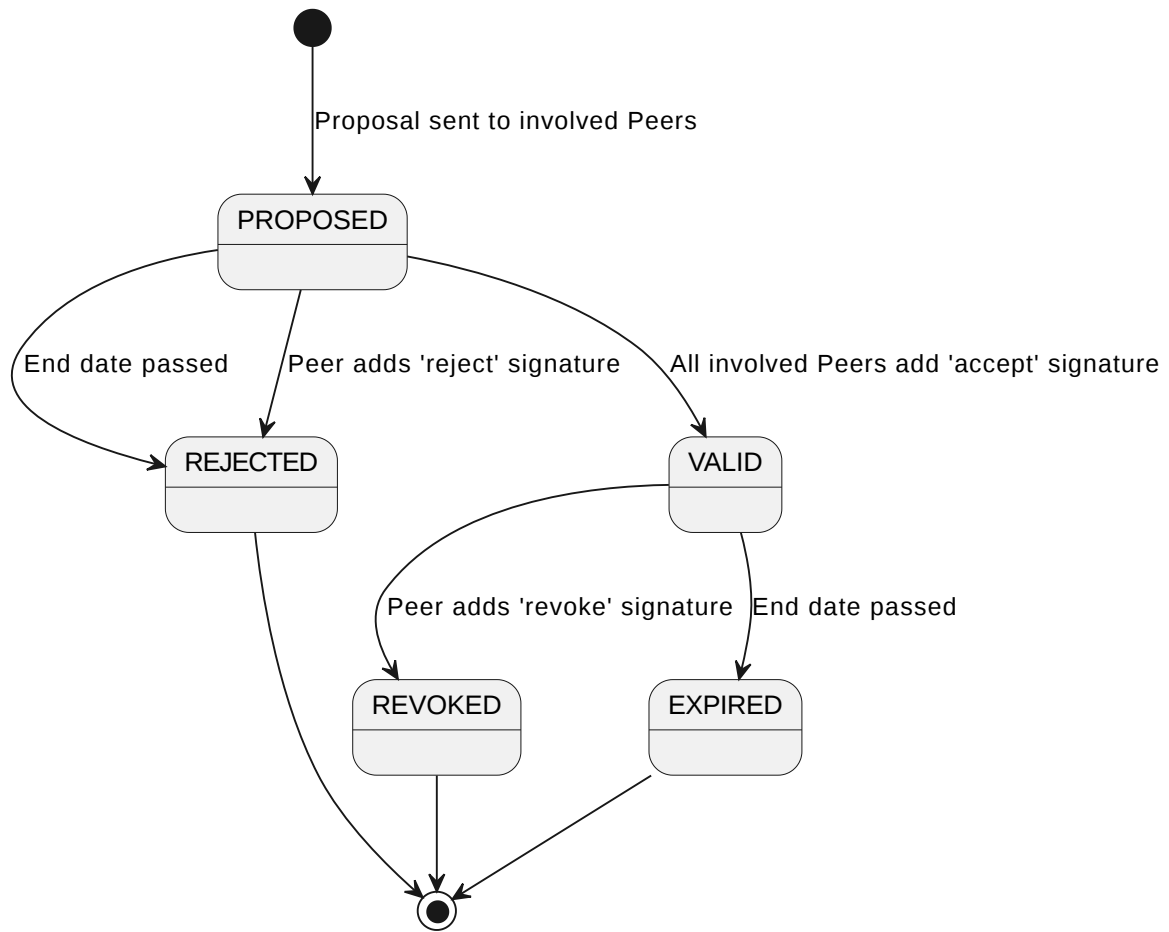 Proposal sent to involved Peers
PROPOSED
End date passed
Peer adds 'reject' signature
All involved Peers add 'accept' signature
REJECTED
VALID
Peer adds 'revoke' signature
End date passed
REVOKED
EXPIRED